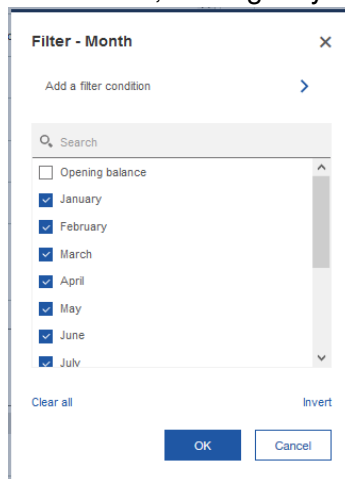 Filter - Month
Add a filter condition
Search
Opening balance
January
February
March
April
May
June
July
Clear all Invert
OK Cancel